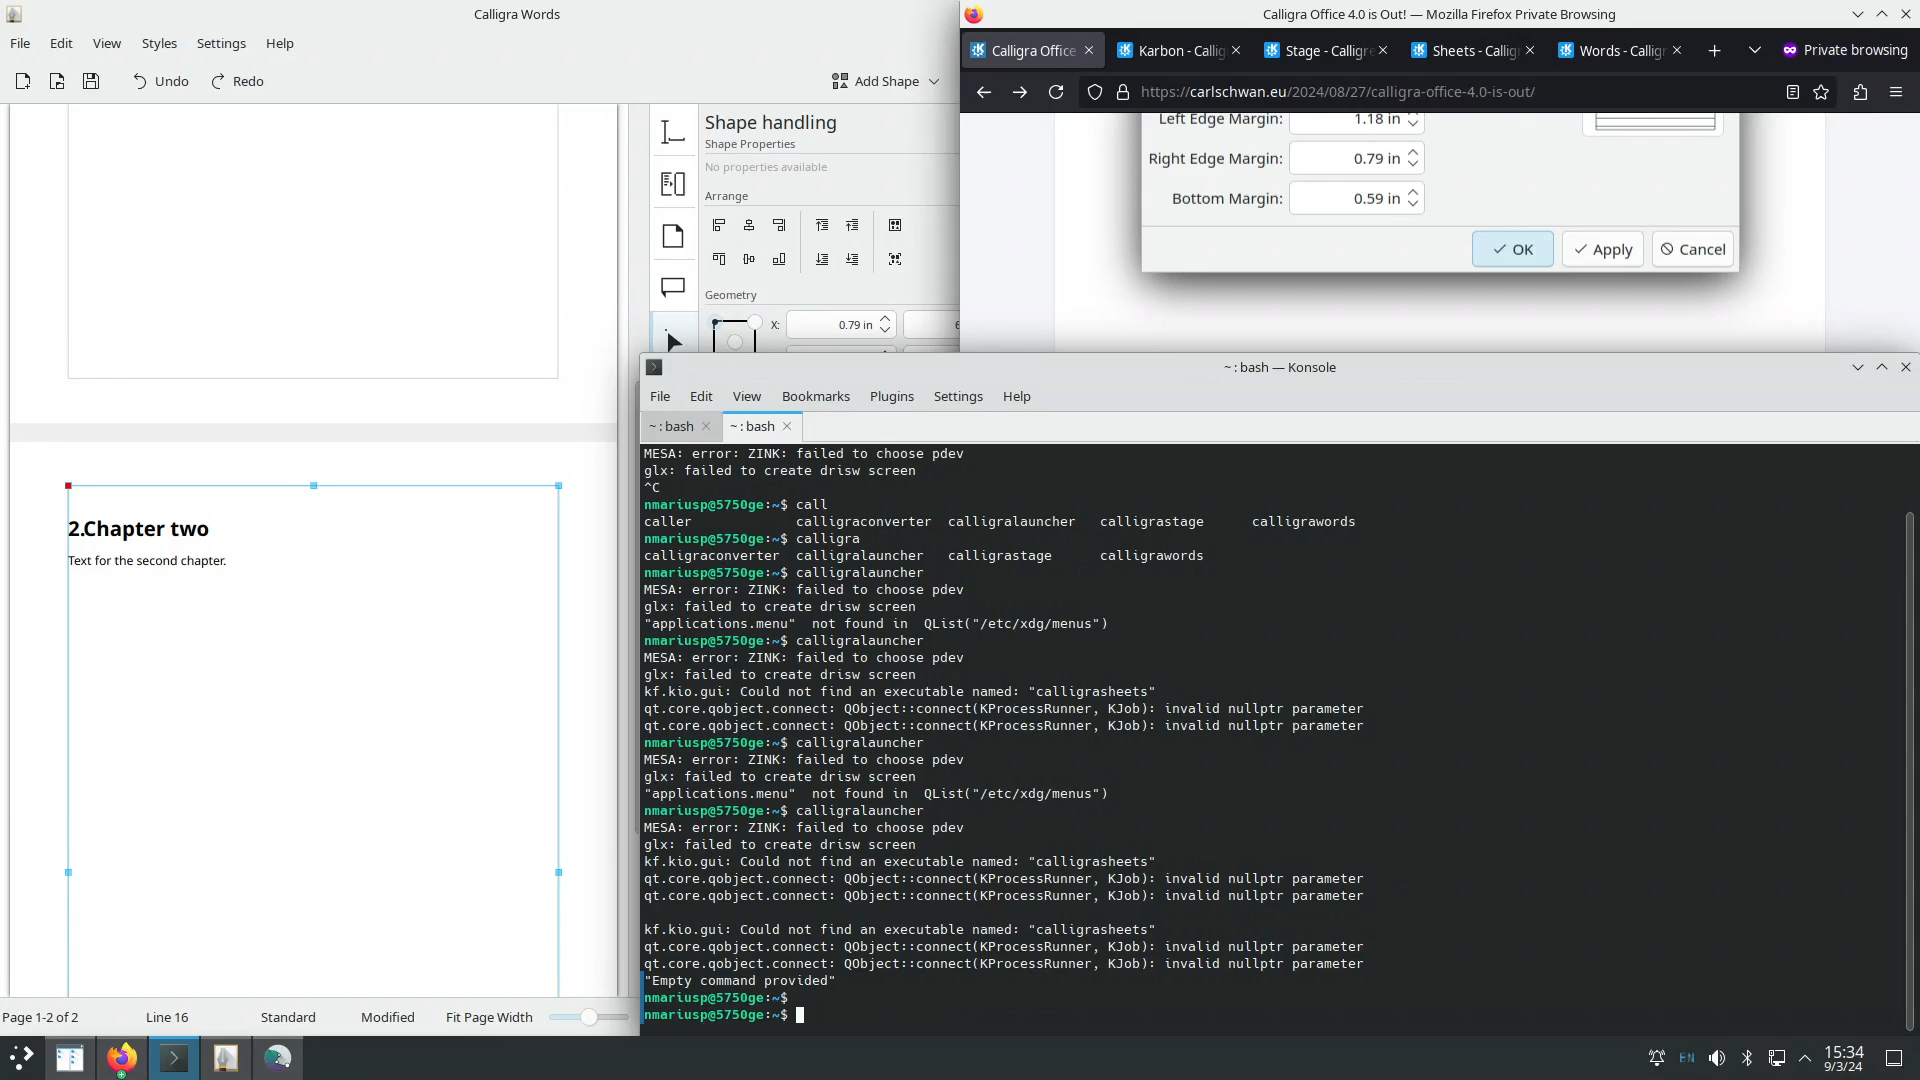 Calligra Words
File Edit View Styles Settings Help
Undo Redo Add Shape
Shape handling
Shape Properties
No properties available
Arrange
Geometry
X: 0.79 in 6
2.Chapter two
Text for the second chapter.
Page 1-2 of 2 Line 16 Standard Modified Fit Page Width
Calligra Office 4.0 is Out! — Mozilla Firefox Private Browsing
Calligra Office Karbon - Callig Stage - Calligre Sheets - Callig Words - Calligr Private browsing
https://carlschwan.eu/2024/08/27/calligra-office-4.0-is-out/
Left Edge Margin: 1.18 in
Right Edge Margin: 0.79 in
Bottom Margin: 0.59 in
OK Apply Cancel
~ : bash — Konsole
File Edit View Bookmarks Plugins Settings Help
~ : bash ~ : bash
MESA: error: ZINK: failed to choose pdev
glx: failed to create drisw screen
^C
nmariusp@5750ge:~$ call
caller calligraconverter calligralauncher calligrastage calligrawords
nmariusp@5750ge:~$ calligra
calligraconverter calligralauncher calligrastage calligrawords
nmariusp@5750ge:~$ calligralauncher
MESA: error: ZINK: failed to choose pdev
glx: failed to create drisw screen
"applications.menu" not found in QList("/etc/xdg/menus")
nmariusp@5750ge:~$ calligralauncher
MESA: error: ZINK: failed to choose pdev
glx: failed to create drisw screen
kf.kio.gui: Could not find an executable named: "calligrasheets"
qt.core.qobject.connect: QObject::connect(KProcessRunner, KJob): invalid nullptr parameter
qt.core.qobject.connect: QObject::connect(KProcessRunner, KJob): invalid nullptr parameter
nmariusp@5750ge:~$ calligralauncher
MESA: error: ZINK: failed to choose pdev
glx: failed to create drisw screen
"applications.menu" not found in QList("/etc/xdg/menus")
nmariusp@5750ge:~$ calligralauncher
MESA: error: ZINK: failed to choose pdev
glx: failed to create drisw screen
kf.kio.gui: Could not find an executable named: "calligrasheets"
qt.core.qobject.connect: QObject::connect(KProcessRunner, KJob): invalid nullptr parameter
qt.core.qobject.connect: QObject::connect(KProcessRunner, KJob): invalid nullptr parameter
kf.kio.gui: Could not find an executable named: "calligrasheets"
qt.core.qobject.connect: QObject::connect(KProcessRunner, KJob): invalid nullptr parameter
qt.core.qobject.connect: QObject::connect(KProcessRunner, KJob): invalid nullptr parameter
"Empty command provided"
nmariusp@5750ge:~$
nmariusp@5750ge:~$
EN 15:34
9/3/24